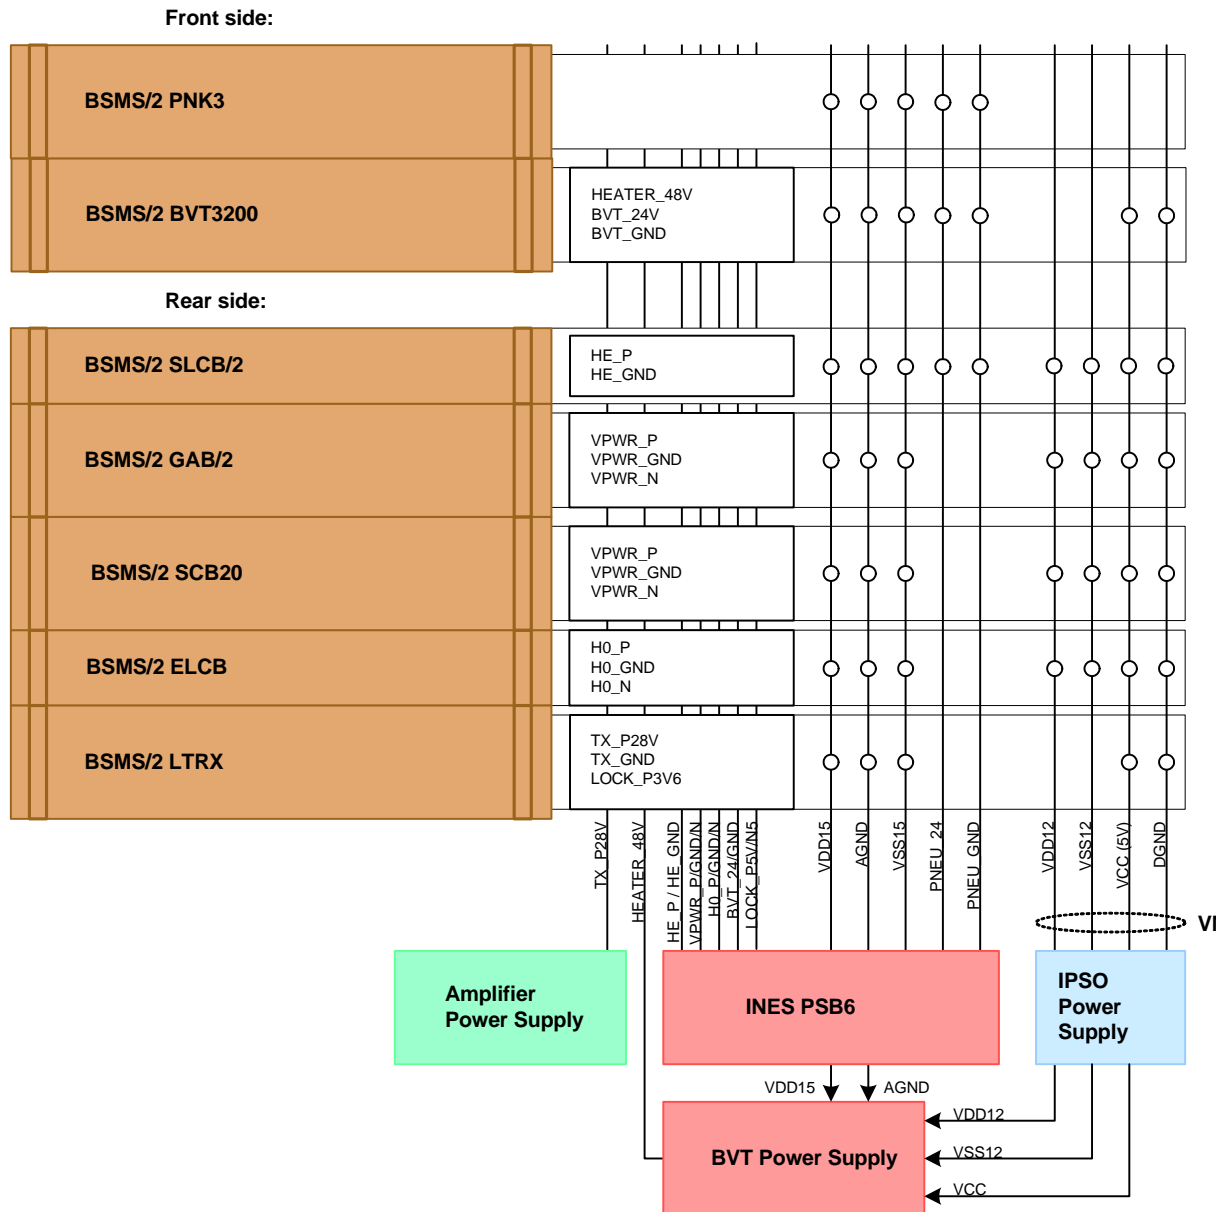 Front side:
BSMS/2 PNK3
BSMS/2 BVT3200
HEATER_48V
BVT_24V
BVT_GND
Rear side:
BSMS/2 SLCB/2
HE_P
HE_GND
BSMS/2 GAB/2
VPWR_P
VPWR_GND
VPWR_N
BSMS/2 SCB20
VPWR_P
VPWR_GND
VPWR_N
BSMS/2 ELCB
H0_P
H0_GND
H0_N
BSMS/2 LTRX
TX_P28V
TX_GND
LOCK_P3V6
TX_P28V
HEATER_48V
HE_P / HE_GND
VPWR_P/GND/N
H0_P/GND/N
BVT_24/GND
LOCK_P5V/N5
VDD15
AGND
VSS15
PNEU_24
PNEU_GND
VDD12
VSS12
VCC (5V)
DGND
Amplifier
Power Supply
INES PSB6
IPSO
Power
Supply
VDD15
AGND
BVT Power Supply
VDD12
VSS12
VCC